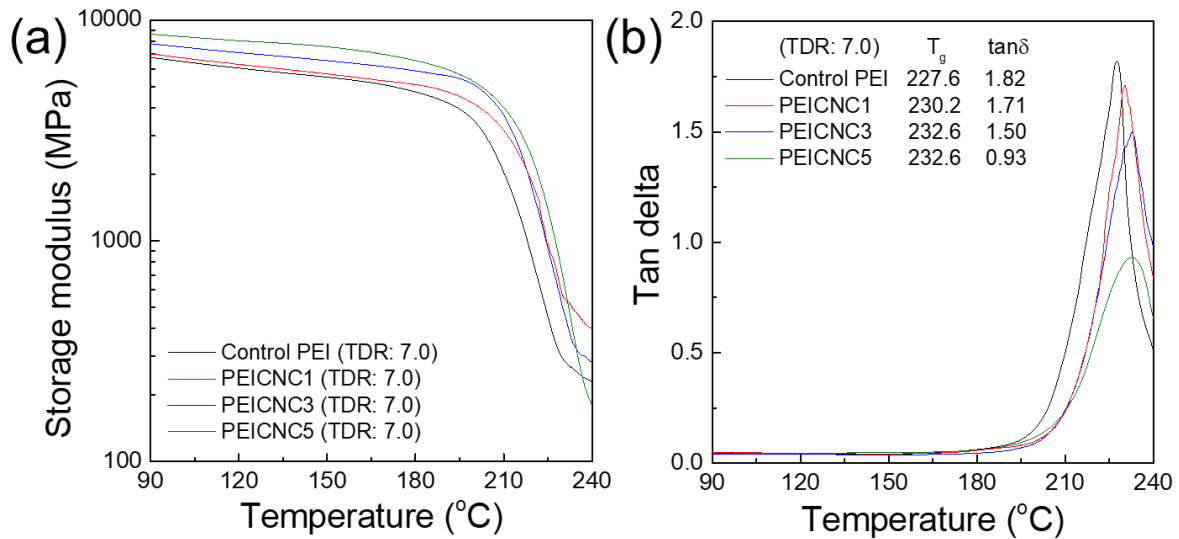 (a)
Storage modulus (MPa)
10000
1000
100
Control PEI (TDR: 7.0)
PEICNC1 (TDR: 7.0)
PEICNC3 (TDR: 7.0)
PEICNC5 (TDR: 7.0)
90 120 150 180 210 240
Temperature (°C)
(b)
Tan delta
2.0
1.5
1.0
0.5
0.0
(TDR: 7.0) Tg tanδ
Control PEI 227.6 1.82
PEICNC1 230.2 1.71
PEICNC3 232.6 1.50
PEICNC5 232.6 0.93
90 120 150 180 210 240
Temperature (°C)